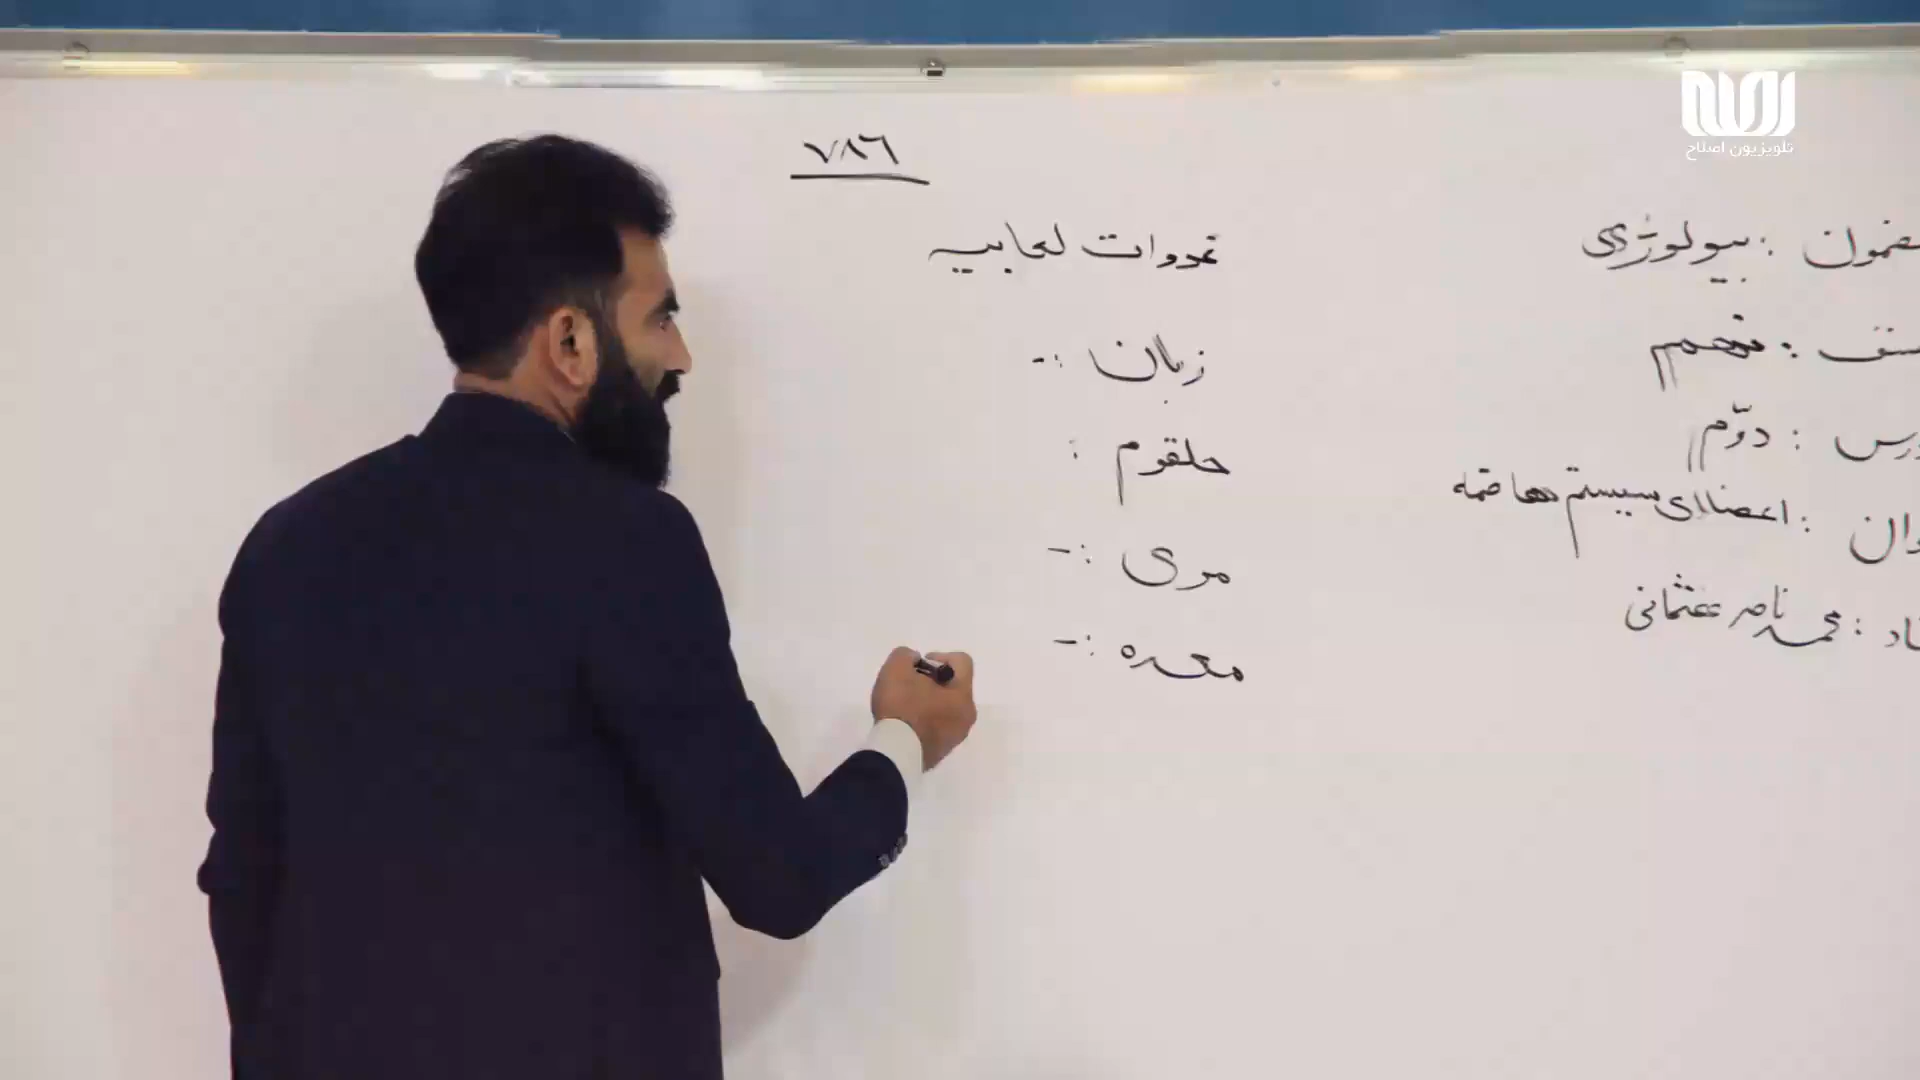 ۷۸۶
مضمون : بیولوژی
صنف : نهم
درس : دوّم
عنوان : اعضای سیستم هاضمه
استاد : محمد ناصر عثمانی
غدوات لعابیه
زبان :-
حلقوم :
مری :-
معده :-
تلویزیون اصلاح